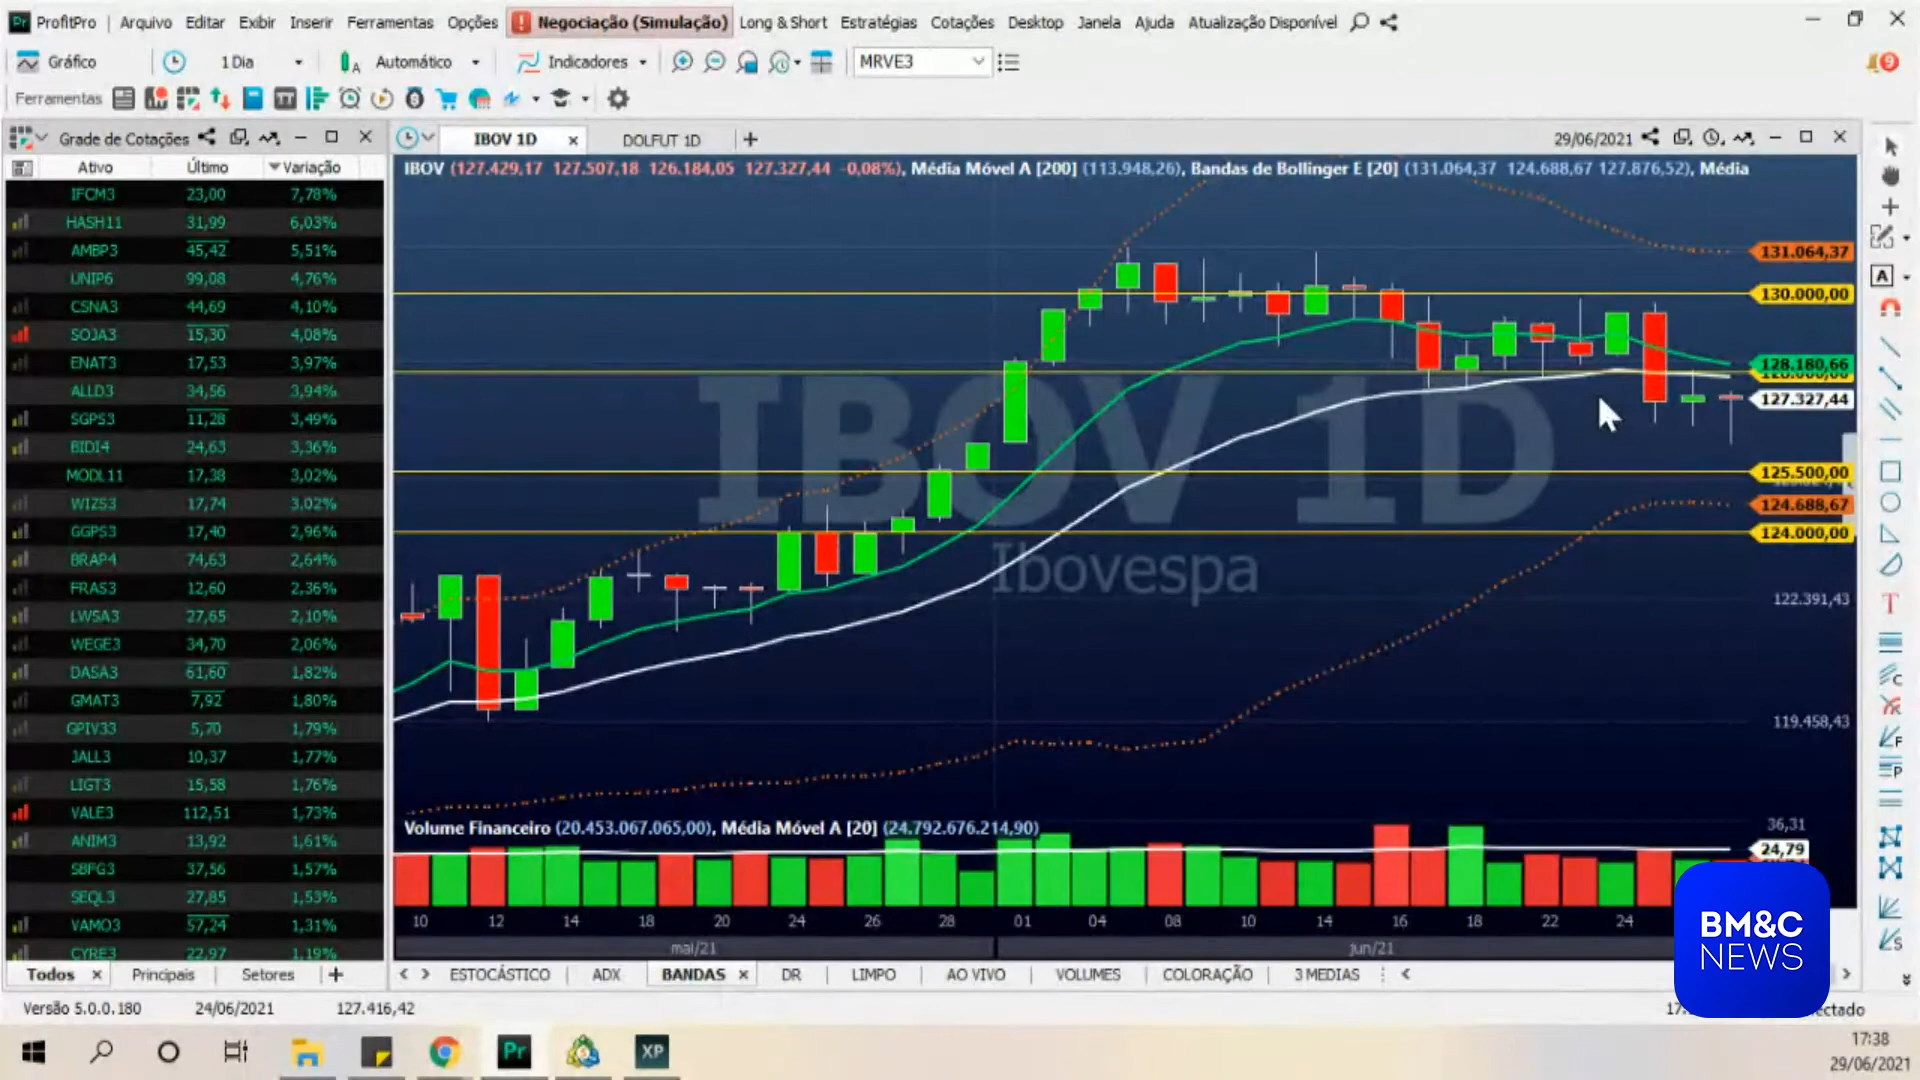 ProfitPro Arquivo Editar Exibir Inserir Ferramentas Opções Negociação (Simulação) Long & Short Estratégias Cotações Desktop Janela Ajuda Atualização Disponível
Gráfico 1 Dia Automático Indicadores MRVE3 9
Ferramentas
Grade de Cotações IBOV 1D DOLFUT 1D 29/06/2021
Ativo Último Variação
IBOV (127.429,17 127.507,18 126.184,05 127.327,44 -0,08%), Média Móvel A [200] (113.948,26), Bandas de Bollinger E [20] (131.064,37 124.688,67 127.876,52), Média
IFCM3 23,00 7,78%
HASH11 31,99 6,03%
AMBP3 45,42 5,51%
UNIP6 99,08 4,76%
CSNA3 44,69 4,10%
SOJA3 15,30 4,08%
ENAT3 17,53 3,97%
ALLD3 34,56 3,94%
SGPS3 11,28 3,49%
BIDI4 24,63 3,36%
MODL11 17,38 3,02%
WIZS3 17,74 3,02%
GGPS3 17,40 2,96%
BRAP4 74,63 2,64%
FRAS3 12,60 2,36%
LWSA3 27,65 2,10%
WEGE3 34,70 2,06%
DASA3 61,60 1,82%
GMAT3 7,92 1,80%
GPIV33 5,70 1,79%
JALL3 10,37 1,77%
LIGT3 15,58 1,76%
VALE3 112,51 1,73%
ANIM3 13,92 1,61%
SBFG3 37,56 1,57%
SEQL3 27,85 1,53%
VAMO3 57,24 1,31%
CYRE3 22,97 1,19%
IBOV 1D
Ibovespa
131.064,37
130.000,00
128.180,66
127.327,44
125.500,00
124.688,67
124.000,00
122.391,43
119.458,43
Volume Financeiro (20.453.067.065,00), Média Móvel A [20] (24.792.676.214,90)
36,31
24,79
10 12 14 18 20 24 26 28 01 04 08 10 14 16 18 22 24
mai/21 jun/21
Todos Principais Setores
ESTOCÁSTICO ADX BANDAS DR LIMPO AO VIVO VOLUMES COLORAÇÃO 3 MEDIAS
BM&C
NEWS
Versão 5.0.0.180 24/06/2021 127.416,42
Pr XP
17:38
29/06/2021